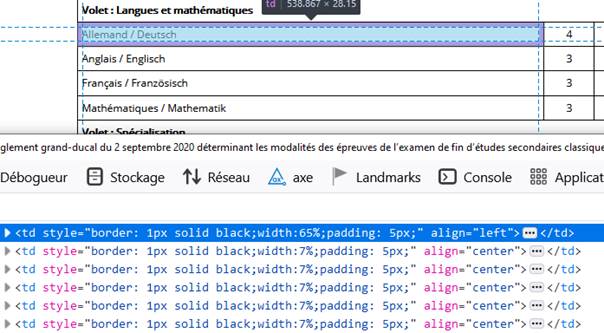 Volet : Langues et mathématiques
td 538.867 × 28.15
Allemand / Deutsch 4
Anglais / Englisch 3
Français / Französisch 3
Mathématiques / Mathematik 3
Volet : Spécialisation
glement grand-ducal du 2 septembre 2020 déterminant les modalités des épreuves de l'examen de fin d'études secondaires classique
Débogueur Stockage Réseau axe Landmarks Console Applicat
<td style="border: 1px solid black;width:65%;padding: 5px;" align="left">
</td>
<td style="border: 1px solid black;width:7%;padding: 5px;" align="center">
</td>
<td style="border: 1px solid black;width:7%;padding: 5px;" align="center">
</td>
<td style="border: 1px solid black;width:7%;padding: 5px;" align="center">
</td>
<td style="border: 1px solid black;width:7%;padding: 5px;" align="center">
</td>
<td style="border: 1px solid black;width:7%;padding: 5px;" align="center">
</td>